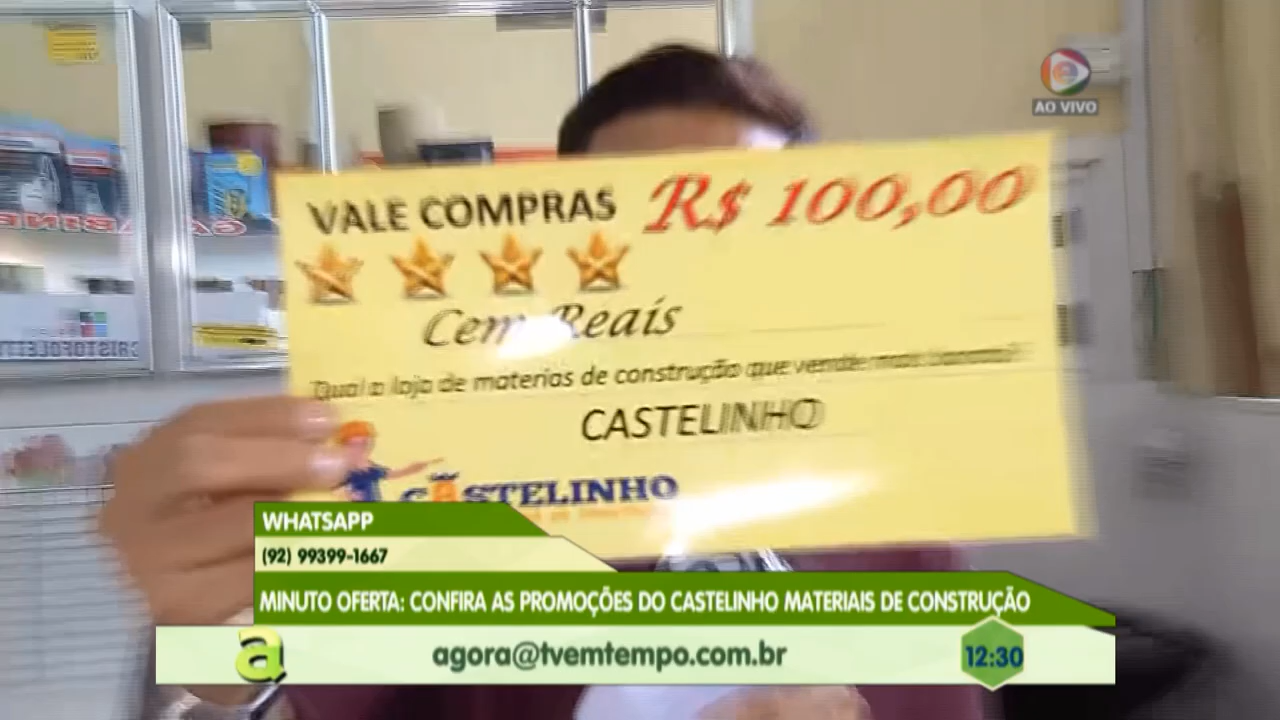 AO VIVO
VALE COMPRAS R$ 100,00
Cem Reais
Qual a loja de materias de construção que vende mais barato?
CASTELINHO
CASTELINHO
WHATSAPP
(92) 99399-1667
MINUTO OFERTA: CONFIRA AS PROMOÇÕES DO CASTELINHO MATERIAIS DE CONSTRUÇÃO
a agora@tvemtempo.com.br 12:30